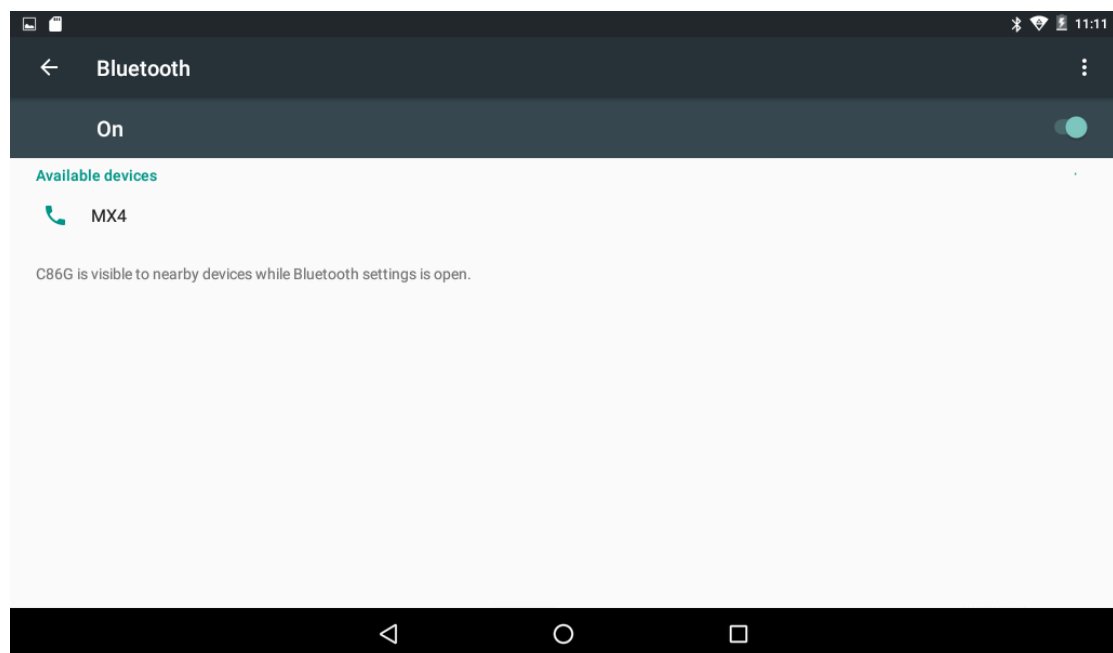 11:11
Bluetooth
On
Available devices
MX4
C86G is visible to nearby devices while Bluetooth settings is open.